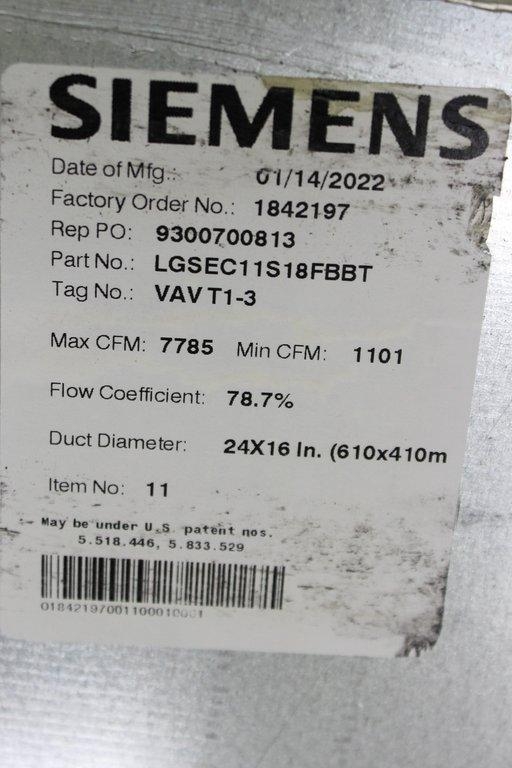 SIEMENS
Date of Mfg.: 01/14/2022
Factory Order No.: 1842197
Rep PO: 9300700813
Part No.: LGSEC11S18FBBT
Tag No.: VAV T1-3
Max CFM: 7785 Min CFM: 1101
Flow Coefficient: 78.7%
Duct Diameter: 24X16 In. (610x410m
Item No: 11
May be under U.S. patent nos.
5.518.446, 5.833.529
01842197001100010001